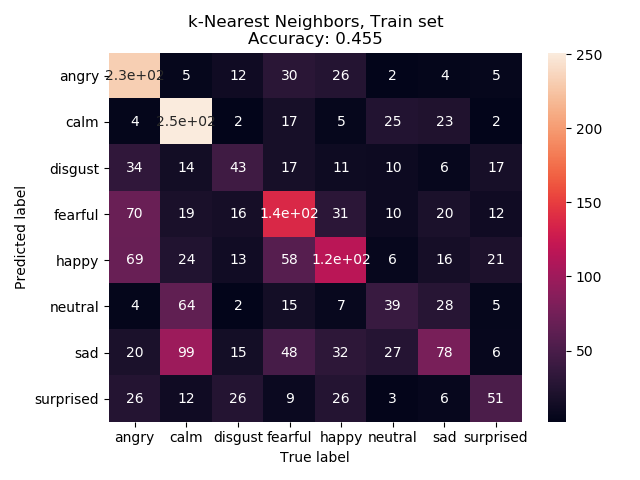 k-Nearest Neighbors, Train set
Accuracy: 0.455
Predicted label
angry 2.3e+02 5 12 30 26 2 4 5
calm 4 2.5e+02 2 17 5 25 23 2
disgust 34 14 43 17 11 10 6 17
fearful 70 19 16 1.4e+02 31 10 20 12
happy 69 24 13 58 1.2e+02 6 16 21
neutral 4 64 2 15 7 39 28 5
sad 20 99 15 48 32 27 78 6
surprised 26 12 26 9 26 3 6 51
angry calm disgust fearful happy neutral sad surprised
True label
250
200
150
100
50